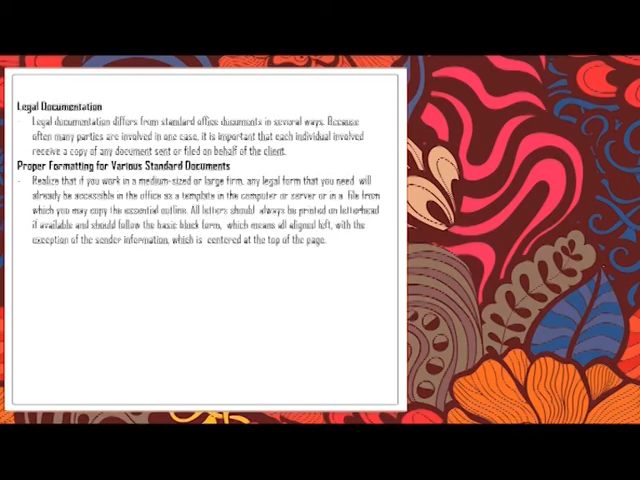 Legal Documentation
- Legal documentation differs from standard office documents in several ways. Because
often many parties are involved in one case, it is important that each individual involved
receive a copy of any document sent or filed on behalf of the client.
Proper Formatting for Various Standard Documents
- Realize that if you work in a medium-sized or large firm, any legal form that you need will
already be accessible in the office as a template in the computer or server or in a file from
which you may copy the essential outline. All letters should always be printed on letterhead
if available and should follow the basic block form, which means all aligned left, with the
exception of the sender information, which is centered at the top of the page.